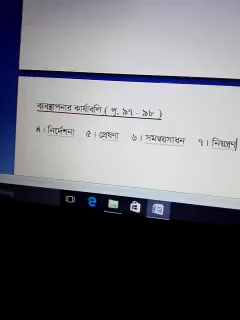 ব্যবস্থাপনার কার্যাবলি ( পৃ. ৯৭ - ৯৮ )
৪। নির্দেশনা ৫। প্রেষণা ৬। সমন্বয়সাধন ৭। নিয়ন্ত্রণ